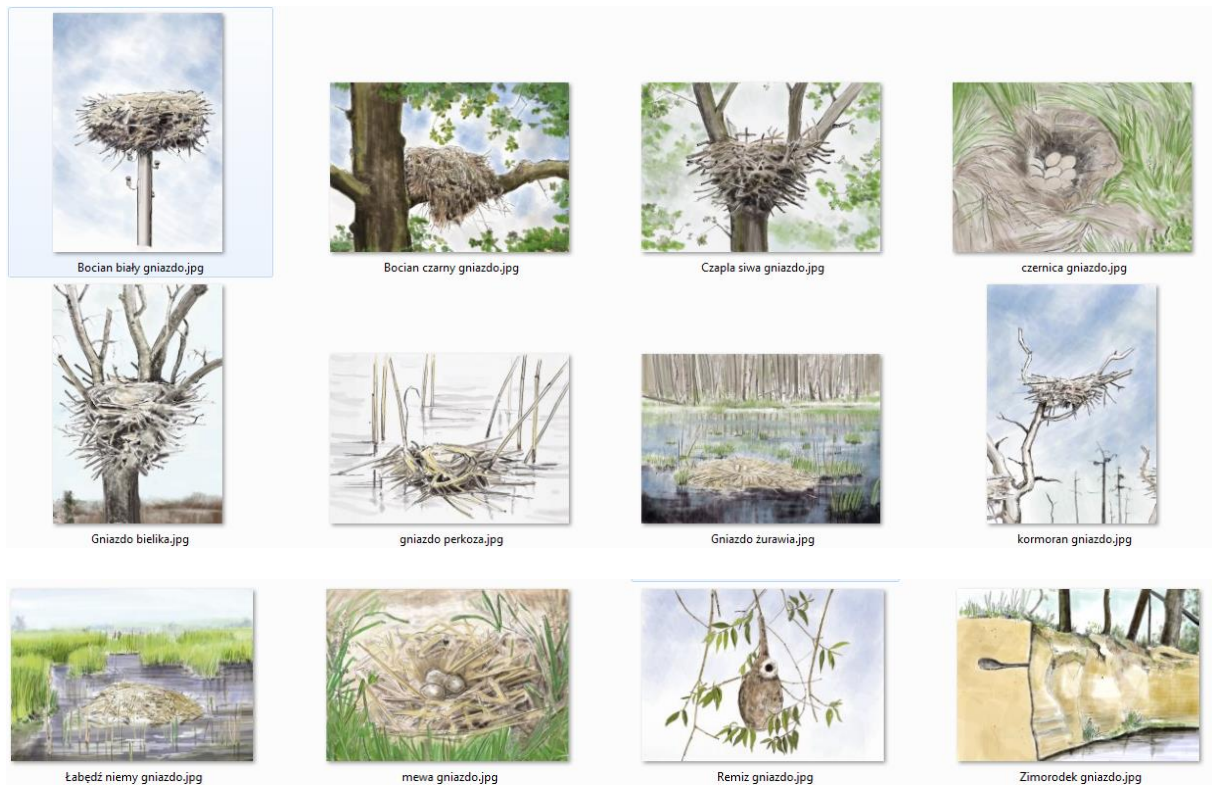 Bocian biały gniazdo.jpg
Bocian czarny gniazdo.jpg
Czapla siwa gniazdo.jpg
czernica gniazdo.jpg
Gniazdo bielika.jpg
gniazdo perkoza.jpg
Gniazdo żurawia.jpg
kormoran gniazdo.jpg
Łabędź niemy gniazdo.jpg
mewa gniazdo.jpg
Remiz gniazdo.jpg
Zimorodek gniazdo.jpg